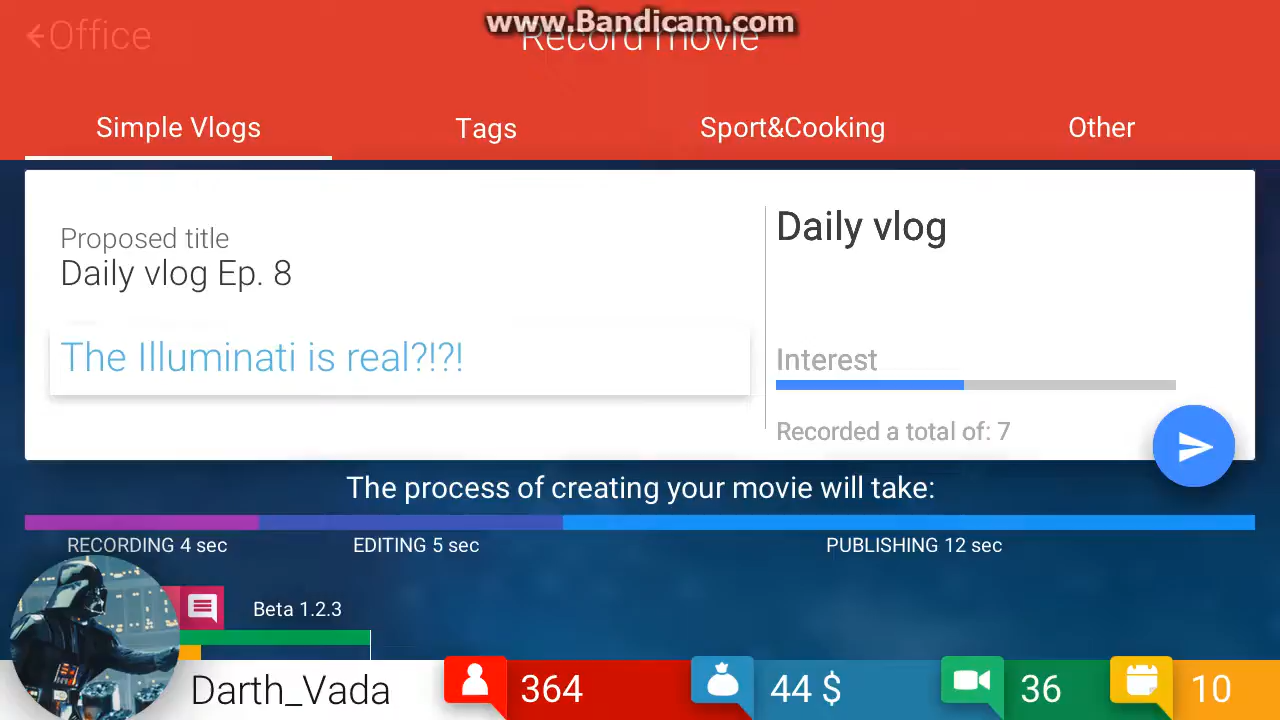 www.Bandicam.com
Office
Record movie
Simple Vlogs
Tags
Sport&Cooking
Other
Proposed title
Daily vlog Ep. 8
The Illuminati is real?!?!
Daily vlog
Interest
Recorded a total of: 7
The process of creating your movie will take:
RECORDING 4 sec
EDITING 5 sec
PUBLISHING 12 sec
Beta 1.2.3
Darth_Vada
364
44 $
36
10